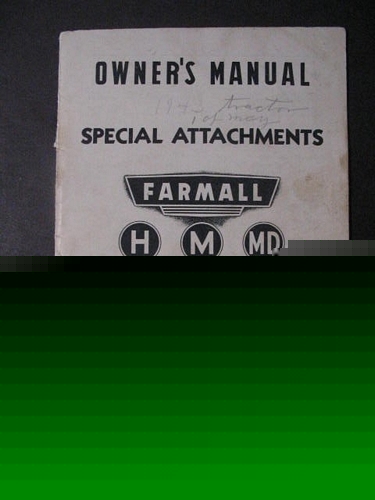 OWNER'S MANUAL
1943 tractor
SPECIAL ATTACHMENTS
FARMALL
H M MD